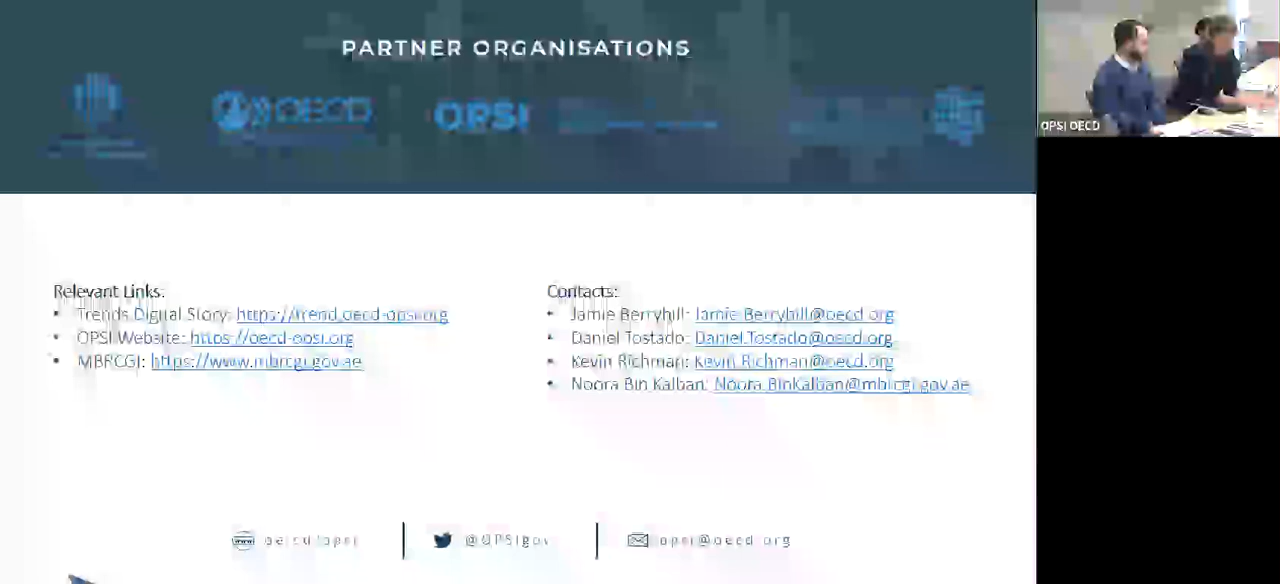 PARTNER ORGANISATIONS
OECD
OPSI
OPSI OECD
Relevant Links:
• Trends Digital Story: https://trend.oecd-opsi.org
• OPSI Website: https://oecd-opsi.org
• MBRCGI: https://www.mbrcgi.gov.ae
Contacts:
• Jamie Berryhill: Jamie.Berryhill@oecd.org
• Daniel Tostado: Daniel.Tostado@oecd.org
• Kevin Richman: Kevin.Richman@oecd.org
• Noora Bin Kalban: Noora.BinKalban@mbrcgi.gov.ae
@OPSIgov
opsi@oecd.org